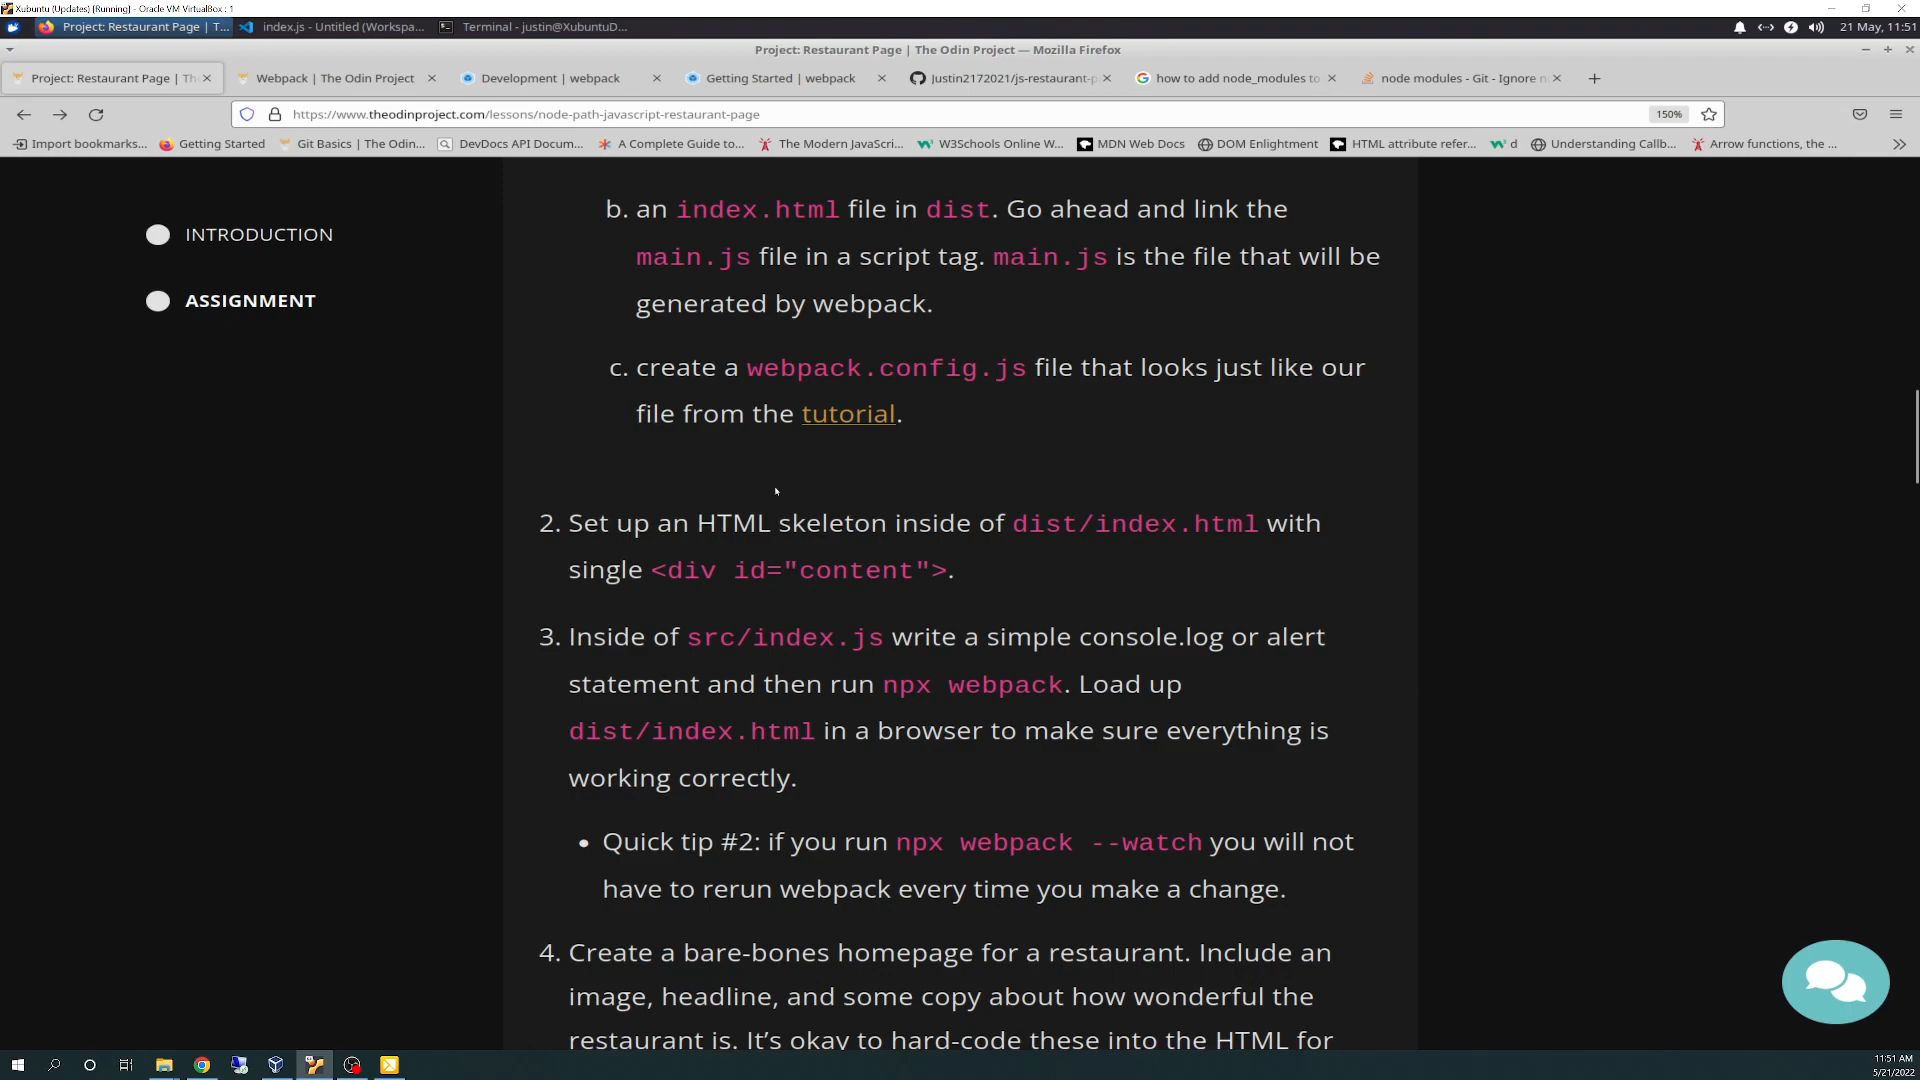 Xubuntu (Updates) [Running] - Oracle VM VirtualBox : 1
Project: Restaurant Page | T...
index.js - Untitled (Workspa...
Terminal - justin@XubuntuD...
21 May, 11:51
Project: Restaurant Page | The Odin Project — Mozilla Firefox
Project: Restaurant Page | Th
Webpack | The Odin Project
Development | webpack
Getting Started | webpack
Justin2172021/js-restaurant-p
how to add node_modules to
node modules - Git - Ignore n
https://www.theodinproject.com/lessons/node-path-javascript-restaurant-page
150%
Import bookmarks...
Getting Started
Git Basics | The Odin...
DevDocs API Docum...
A Complete Guide to...
The Modern JavaScri...
W3Schools Online W...
MDN Web Docs
DOM Enlightment
HTML attribute refer...
d
Understanding Callb...
Arrow functions, the ...
INTRODUCTION
ASSIGNMENT
b. an index.html file in dist. Go ahead and link the
main.js file in a script tag. main.js is the file that will be
generated by webpack.
c. create a webpack.config.js file that looks just like our
file from the tutorial.
2. Set up an HTML skeleton inside of dist/index.html with
single <div id="content">.
3. Inside of src/index.js write a simple console.log or alert
statement and then run npx webpack. Load up
dist/index.html in a browser to make sure everything is
working correctly.
• Quick tip #2: if you run npx webpack --watch you will not
have to rerun webpack every time you make a change.
4. Create a bare-bones homepage for a restaurant. Include an
image, headline, and some copy about how wonderful the
restaurant is. It’s okay to hard-code these into the HTML for
11:51 AM
5/21/2022